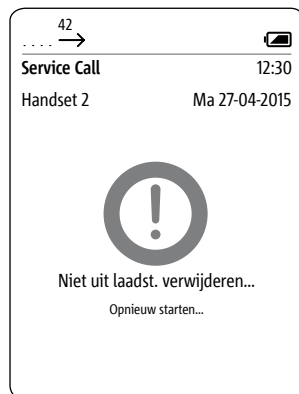 42
....
Service Call 12:30
Handset 2 Ma 27-04-2015
Niet uit laadst. verwijderen...
Opnieuw starten...